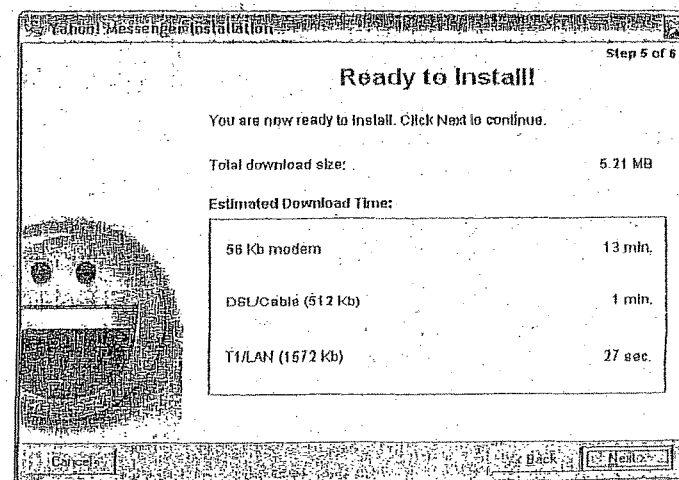 Yahoo! Messenger Installation...
Step 5 of 6
Ready to Install!
You are now ready to install. Click Next to continue.
Total download size: 5.21 MB
Estimated Download Time:
56 Kb modem 13 min.
DSL/Cable (512 Kb) 1 min.
T1/LAN (1572 Kb) 27 sec.
Cancel < Back Next >